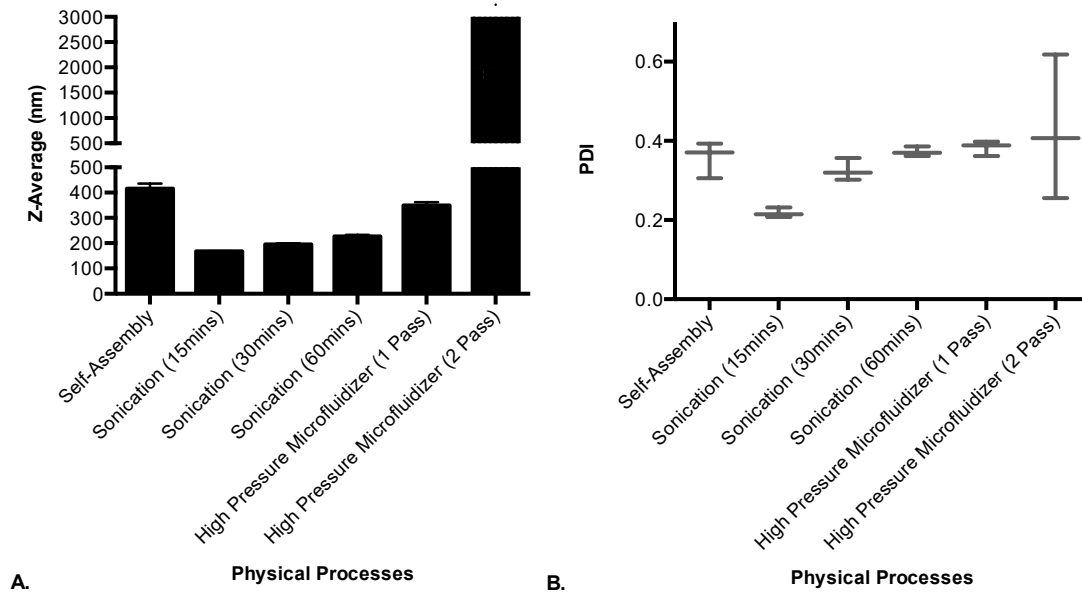 3000
2500
2000
1500
1000
500
500
400
300
200
100
0
Z-Average (nm)
Self-Assembly
Sonication (15mins)
Sonication (30mins)
Sonication (60mins)
High Pressure Microfluidizer (1 Pass)
High Pressure Microfluidizer (2 Pass)
Physical Processes
A.
0.6
0.4
0.2
0.0
PDI
Self-Assembly
Sonication (15mins)
Sonication (30mins)
Sonication (60mins)
High Pressure Microfluidizer (1 Pass)
High Pressure Microfluidizer (2 Pass)
Physical Processes
B.